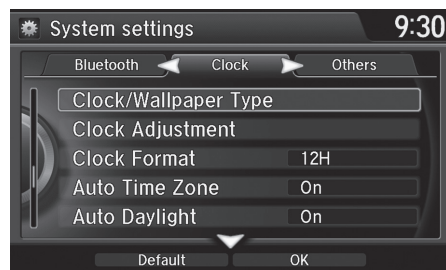 System settings 9:30
Bluetooth Clock Others
Clock/Wallpaper Type
Clock Adjustment
Clock Format 12H
Auto Time Zone On
Auto Daylight On
Default OK